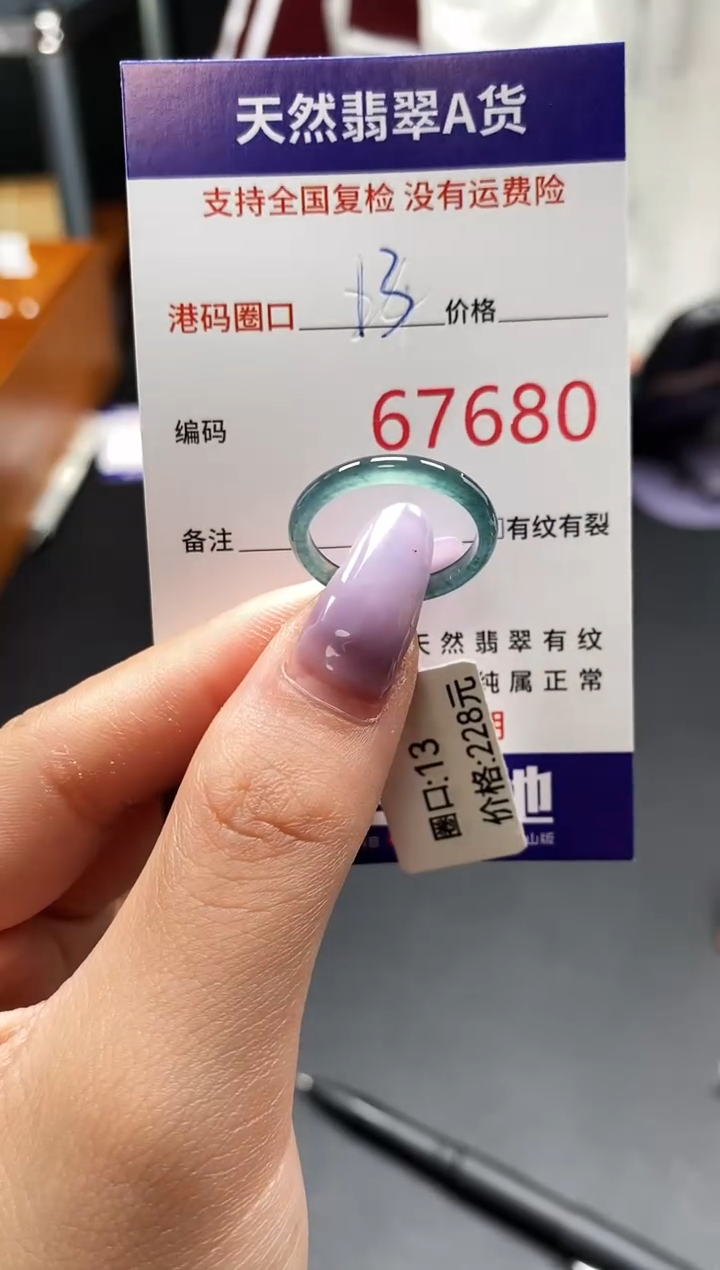 天然翡翠A货
支持全国复检 没有运费险
港码圈口 13 价格
编码 67680
备注 有纹有裂
天然翡翠有纹
纯属正常
圈口:13
价格:228元
山版